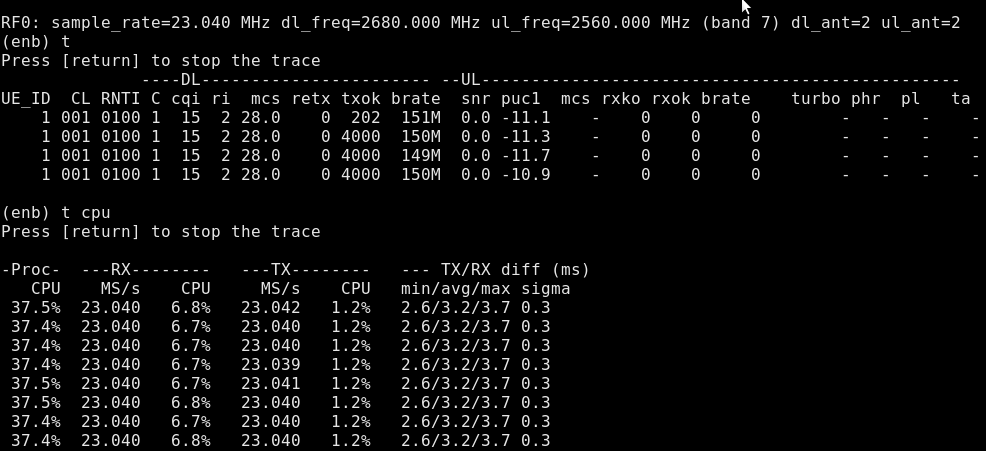 RF0: sample_rate=23.040 MHz dl_freq=2680.000 MHz ul_freq=2560.000 MHz (band 7) dl_ant=2 ul_ant=2
(enb) t
Press [return] to stop the trace
              ----DL----------------------- --UL------------------------------------------------
UE_ID  CL RNTI C cqi ri  mcs retx txok brate  snr puc1  mcs rxko rxok brate    turbo phr  pl   ta
    1 001 0100 1  15  2 28.0    0  202  151M  0.0 -11.1    -    0    0     0        -   -   -    -
    1 001 0100 1  15  2 28.0    0 4000  150M  0.0 -11.3    -    0    0     0        -   -   -    -
    1 001 0100 1  15  2 28.0    0 4000  149M  0.0 -11.7    -    0    0     0        -   -   -    -
    1 001 0100 1  15  2 28.0    0 4000  150M  0.0 -10.9    -    0    0     0        -   -   -    -
(enb) t cpu
Press [return] to stop the trace
-Proc-  ---RX--------   ---TX--------   --- TX/RX diff (ms)
   CPU    MS/s    CPU     MS/s    CPU   min/avg/max sigma
 37.5%  23.040   6.8%   23.042   1.2%   2.6/3.2/3.7 0.3
 37.4%  23.040   6.7%   23.040   1.2%   2.6/3.2/3.7 0.3
 37.4%  23.040   6.7%   23.040   1.2%   2.6/3.2/3.7 0.3
 37.4%  23.040   6.7%   23.039   1.2%   2.6/3.2/3.7 0.3
 37.5%  23.040   6.7%   23.041   1.2%   2.6/3.2/3.7 0.3
 37.5%  23.040   6.8%   23.040   1.2%   2.6/3.2/3.7 0.3
 37.4%  23.040   6.7%   23.040   1.2%   2.6/3.2/3.7 0.3
 37.4%  23.040   6.8%   23.040   1.2%   2.6/3.2/3.7 0.3